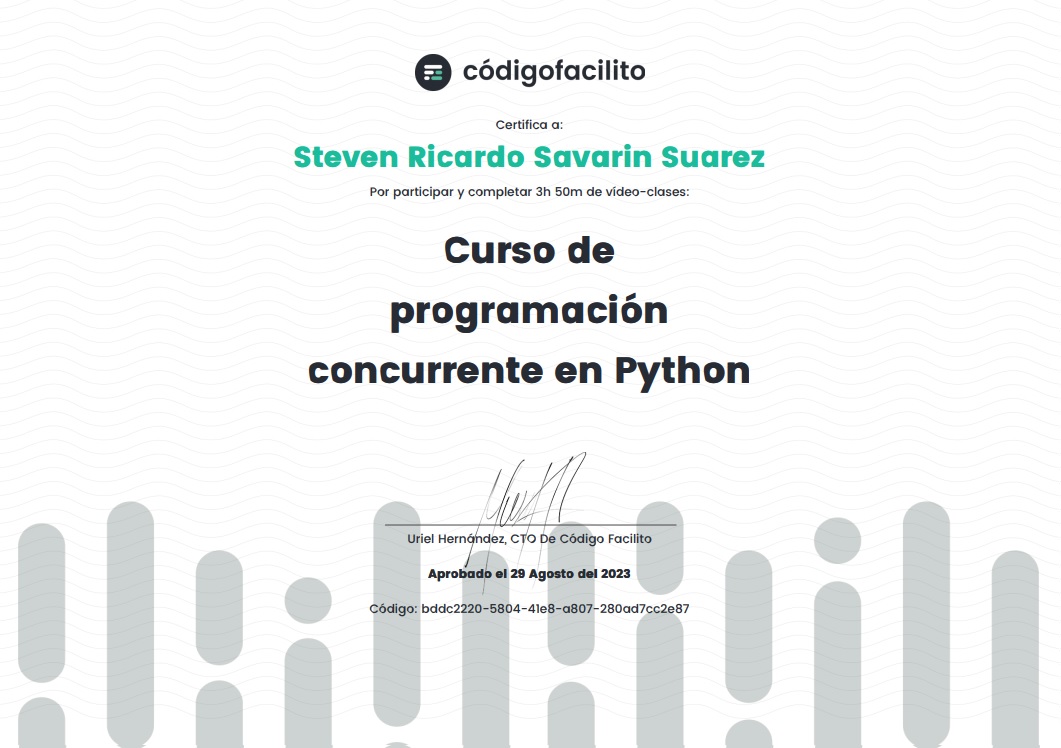 códigofacilito
Certifica a:
Steven Ricardo Savarin Suarez
Por participar y completar 3h 50m de vídeo-clases:
Curso de
programación
concurrente en Python
Uriel Hernández, CTO De Código Facilito
Aprobado el 29 Agosto del 2023
Código: bddc2220-5804-41e8-a807-280ad7cc2e87